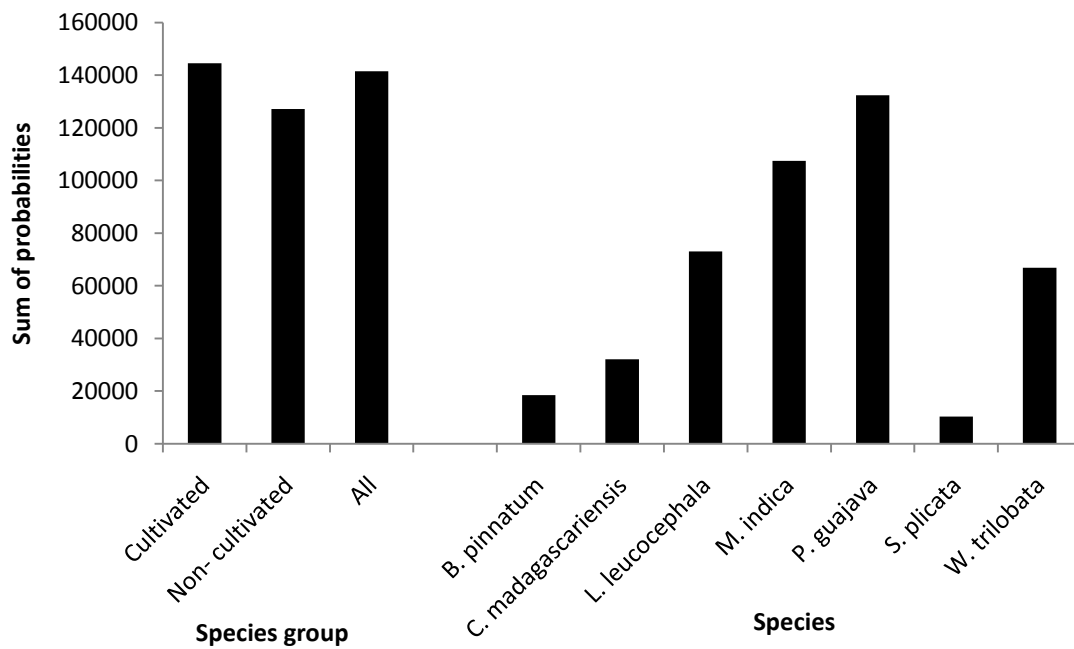 Sum of probabilities
160000
140000
120000
100000
80000
60000
40000
20000
0
Cultivated
Non- cultivated
All
B. pinnatum
C. madagascariensis
L. leucocephala
M. indica
P. guajava
S. plicata
W. trilobata
Species group
Species